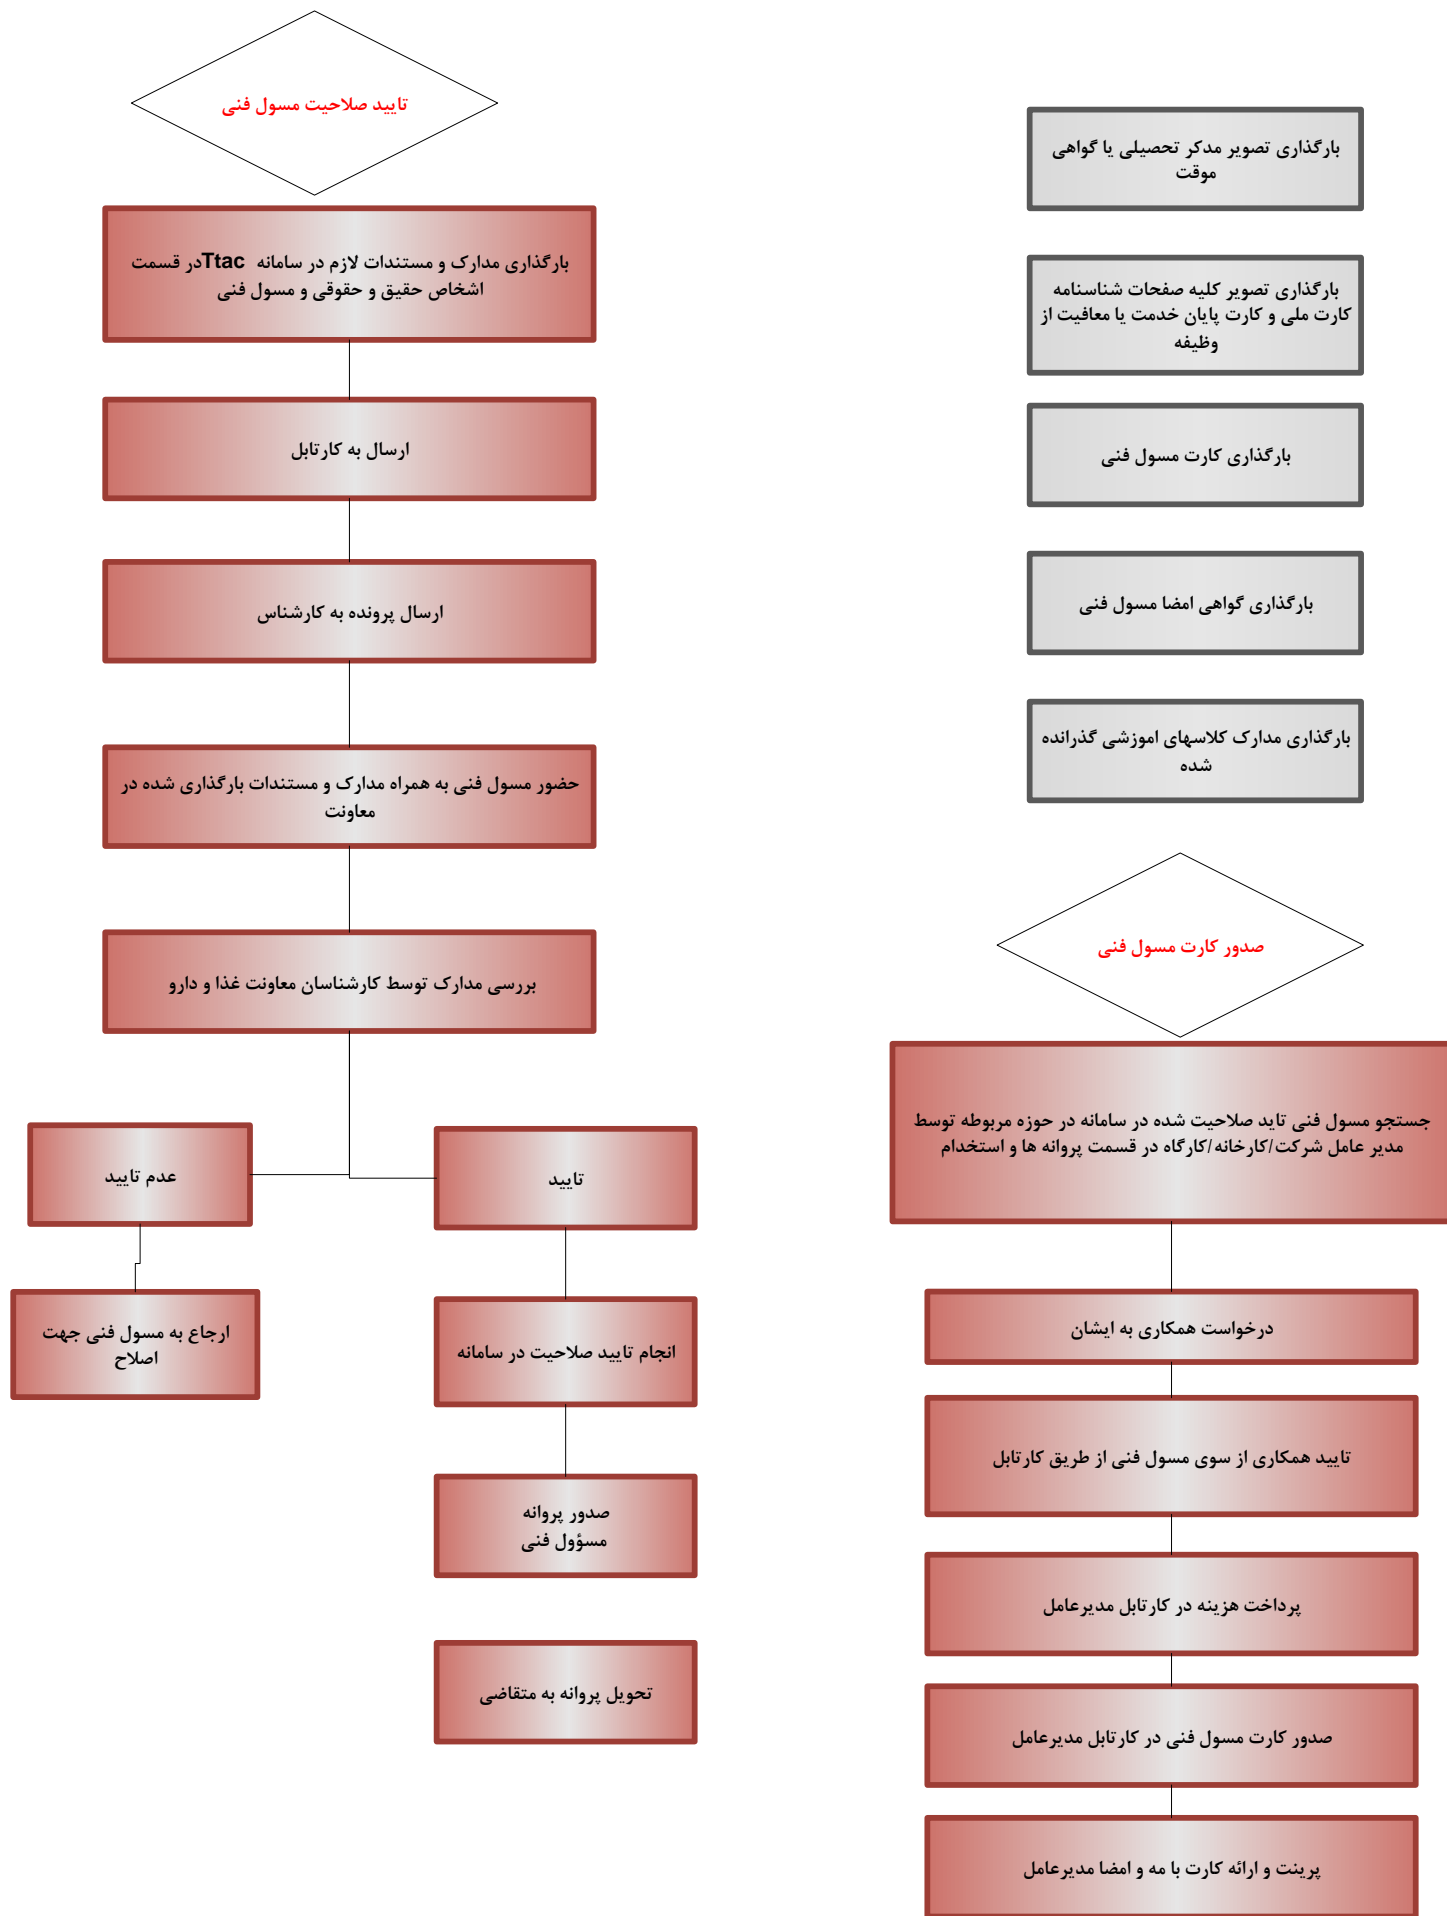 تایید صلاحیت مسول فنی
بارگذاری مدارک و مستندات لازم در سامانه Ttacدر قسمت
اشخاص حقیق و حقوقی و مسول فنی
ارسال به کارتابل
ارسال پرونده به کارشناس
حضور مسول فنی به همراه مدارک و مستندات بارگذاری شده در
معاونت
بررسی مدارک توسط کارشناسان معاونت غذا و دارو
تایید
عدم تایید
انجام تایید صلاحیت در سامانه
ارجاع به مسول فنی جهت
اصلاح
صدور پروانه
مسؤول فنی
تحویل پروانه به متقاضی
بارگذاری تصویر مدکر تحصیلی یا گواهی
موقت
بارگذاری تصویر کلیه صفحات شناسنامه
کارت ملی و کارت پایان خدمت یا معافیت از
وظیفه
بارگذاری کارت مسول فنی
بارگذاری گواهی امضا مسول فنی
بارگذاری مدارک کلاسهای اموزشی گذرانده
شده
صدور کارت مسول فنی
جستجو مسول فنی تاید صلاحیت شده در سامانه در حوزه مربوطه توسط
مدیر عامل شرکت/کارخانه/کارگاه در قسمت پروانه ها و استخدام
درخواست همکاری به ایشان
تایید همکاری از سوی مسول فنی از طریق کارتابل
پرداخت هزینه در کارتابل مدیرعامل
صدور کارت مسول فنی در کارتابل مدیرعامل
پرینت و ارائه کارت با مه و امضا مدیرعامل